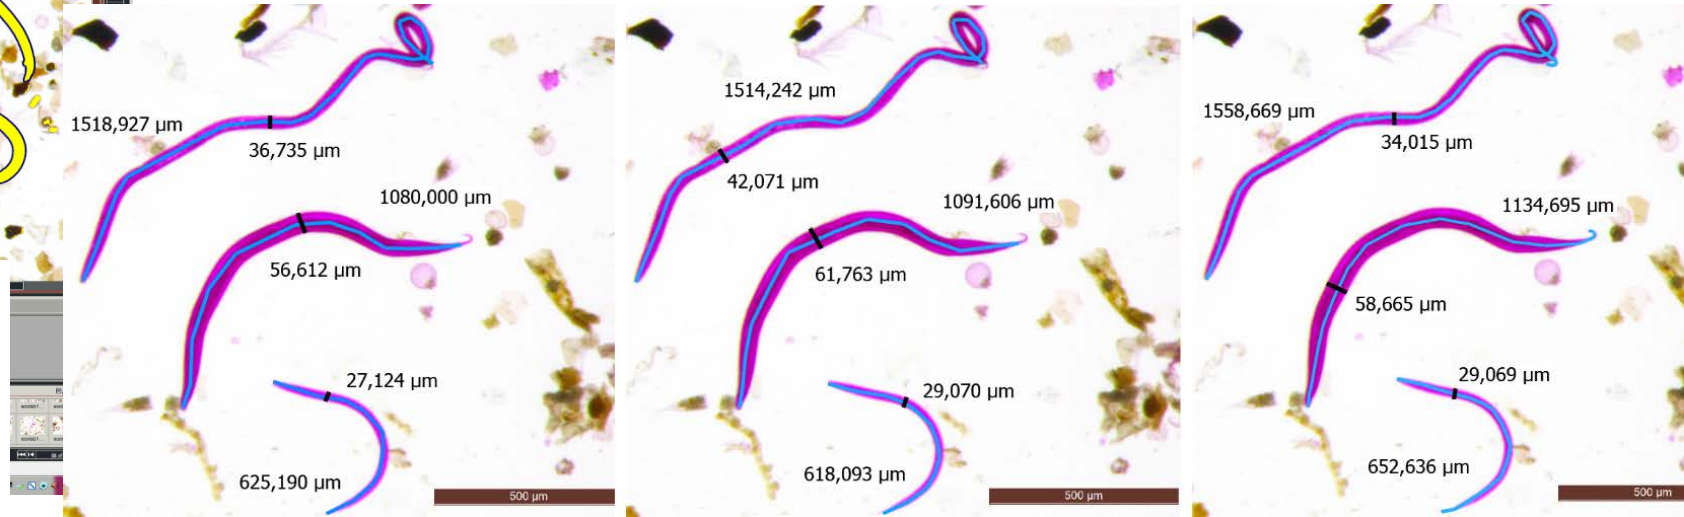 1518,927 µm
36,735 µm
1080,000 µm
56,612 µm
27,124 µm
625,190 µm
500 µm
1514,242 µm
42,071 µm
1091,606 µm
61,763 µm
29,070 µm
618,093 µm
500 µm
1558,669 µm
34,015 µm
1134,695 µm
58,665 µm
29,069 µm
652,636 µm
500 µm